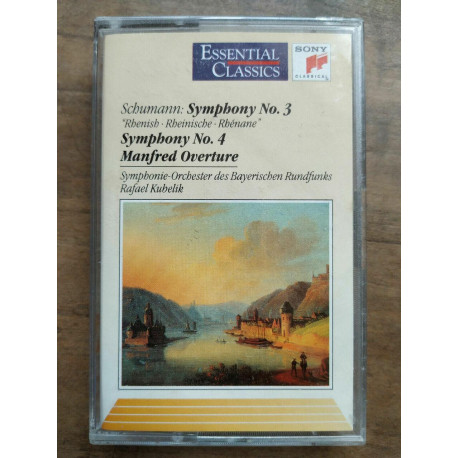 ESSENTIAL
CLASSICS
SONY
CLASSICAL
Schumann: Symphony No. 3
"Rhenish · Rheinische · Rhénane"
Symphony No. 4
Manfred Overture
Symphonie-Orchester des Bayerischen Rundfunks
Rafael Kubelik